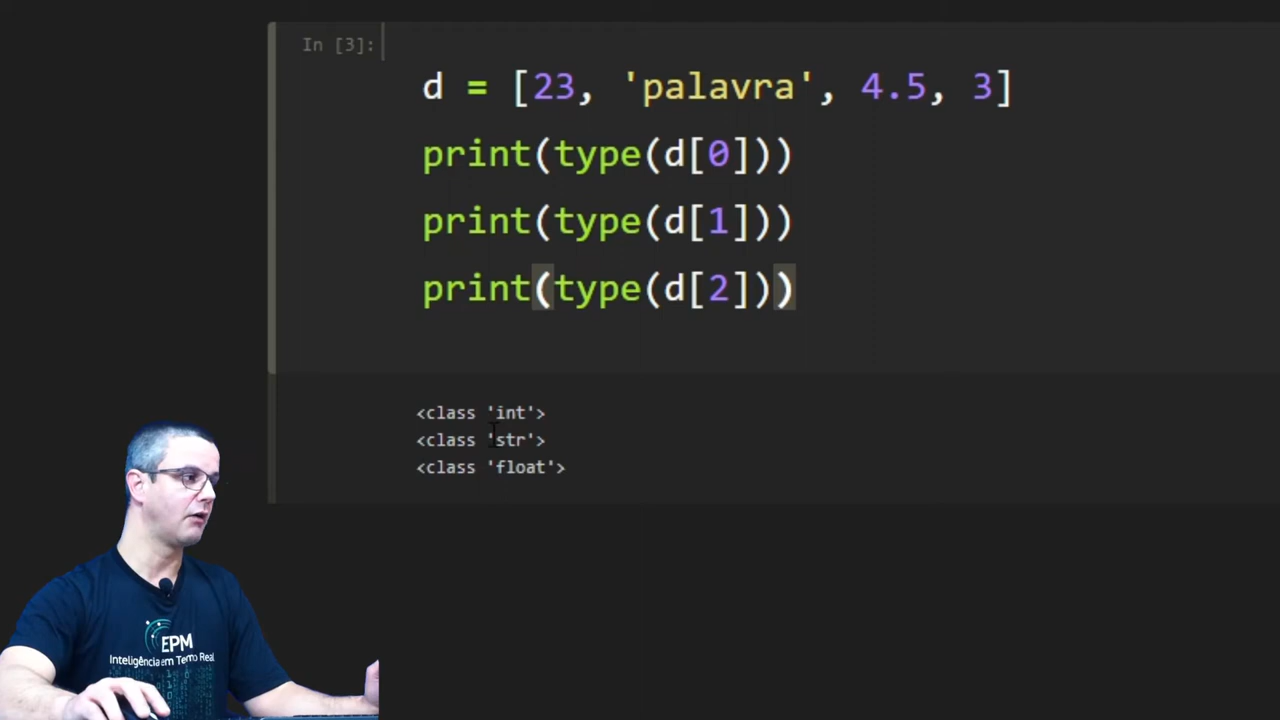 In [3]:
d = [23, 'palavra', 4.5, 3]
print(type(d[0]))
print(type(d[1]))
print(type(d[2]))
<class 'int'>
<class 'str'>
<class 'float'>
EPM
Inteligência em Tempo Real